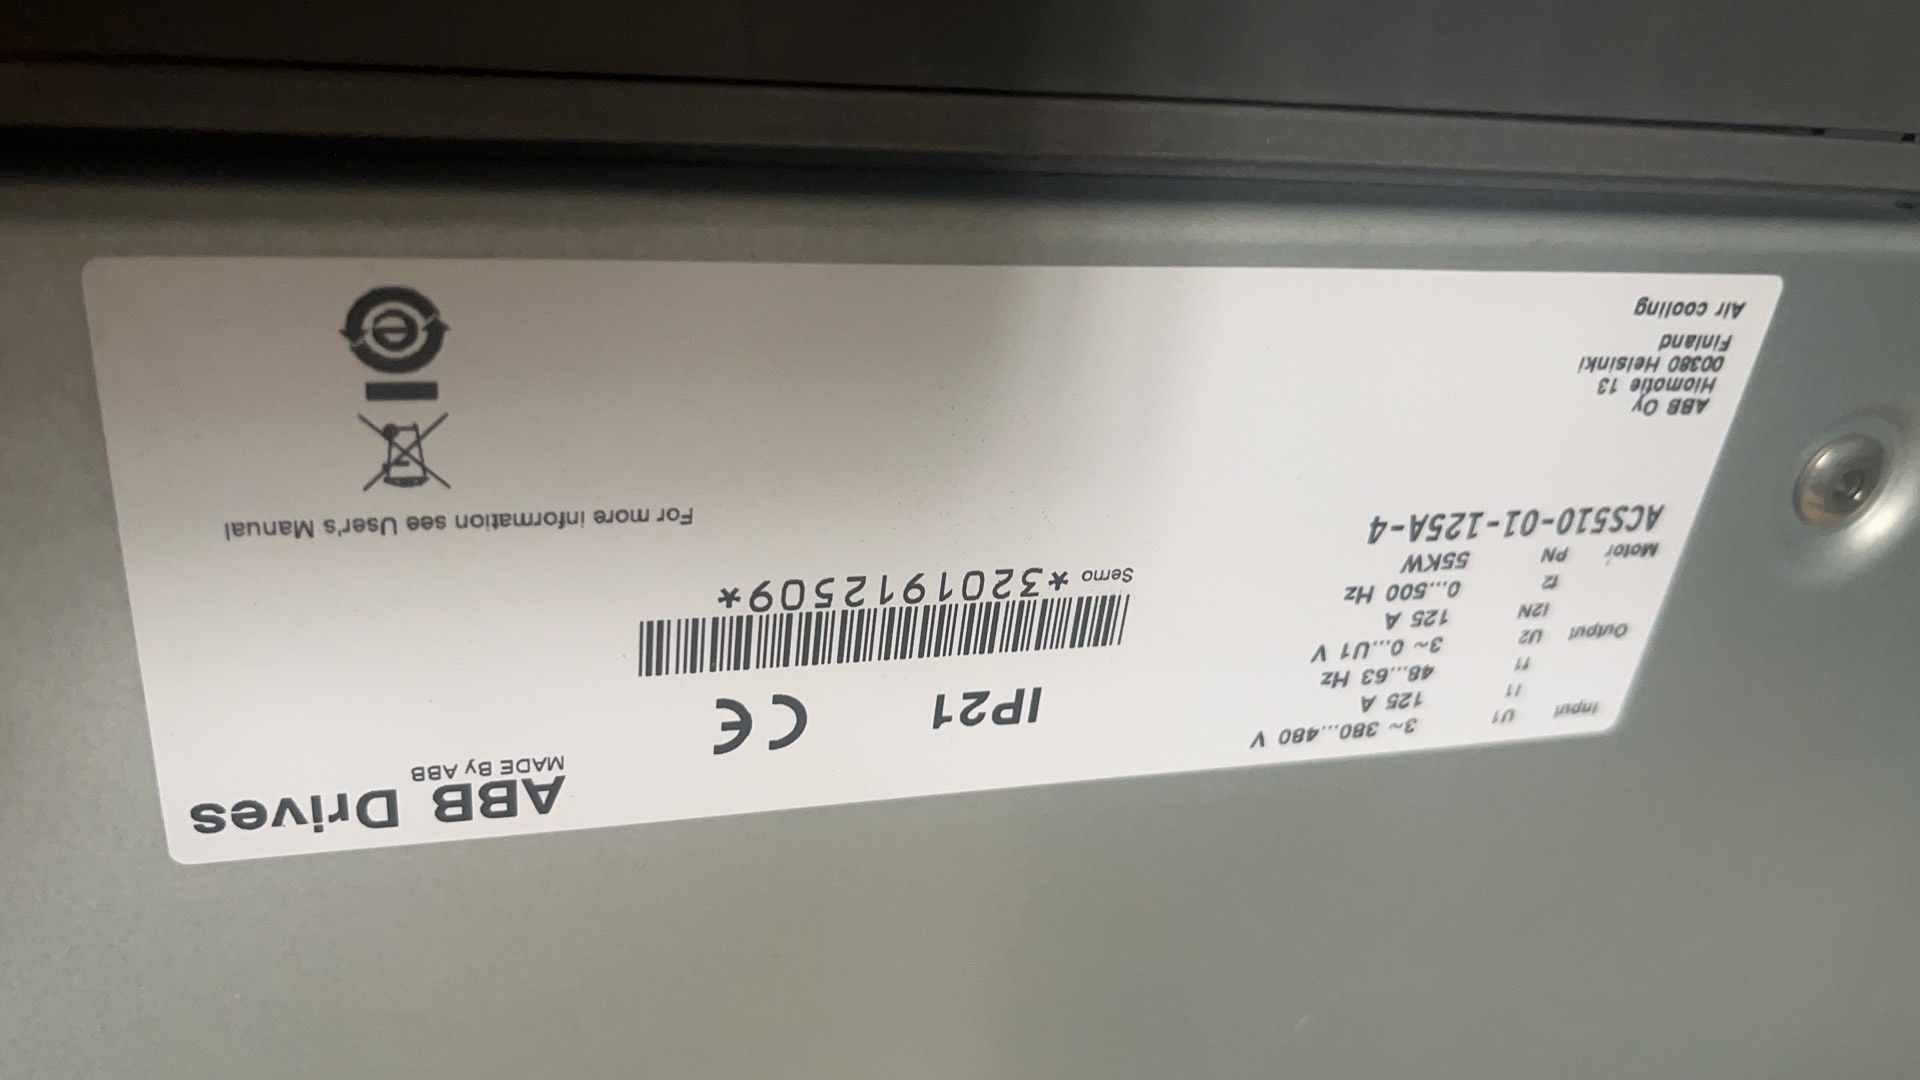 ABB Drives
MADE By ABB
Input U1 3~ 380...480 V
I1 125 A
f1 48...63 Hz
Output U2 3~ 0...U1 V
I2N 125 A
f2 0...500 Hz
Motor PN 55KW
ACS510-01-125A-4
IP21
CE
Serno *3201912509*
For more information see User's Manual
ABB Oy
Hiomotie 13
00380 Helsinki
Finland
Air cooling
e